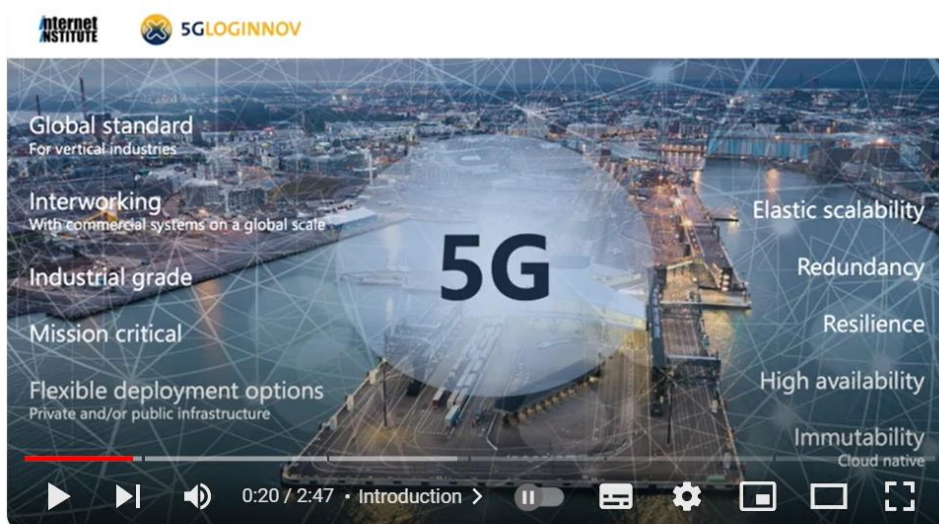 Internet
INSTITUTE
5GLOGINNOV
Global standard
For vertical industries
Interworking
With commercial systems on a global scale
Industrial grade
Mission critical
Flexible deployment options
Private and/or public infrastructure
5G
Elastic scalability
Redundancy
Resilience
High availability
Immutability
Cloud native
0:20 / 2:47 • Introduction >